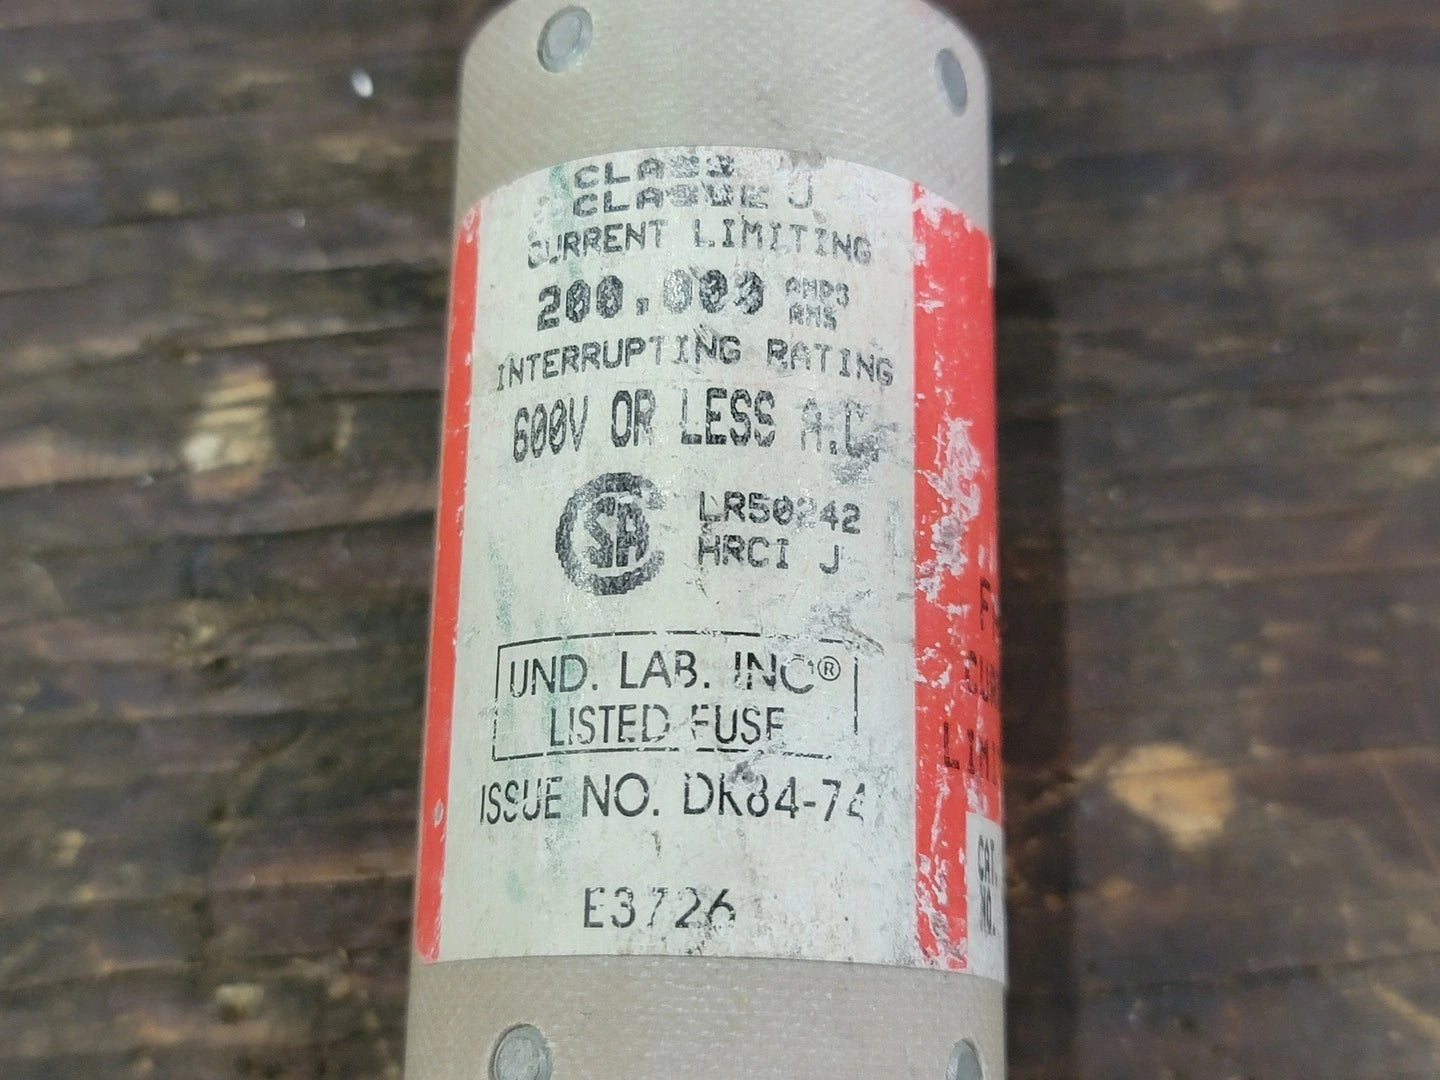 CLASS
CLASSE J
CURRENT LIMITING
200,000 AMPS
RMS
INTERRUPTING RATING
600V OR LESS A.C.
CSA LR50242
HRCI J
UND. LAB. INC®
LISTED FUSE
ISSUE NO. DK84-74
E3726
CAT.
NO.